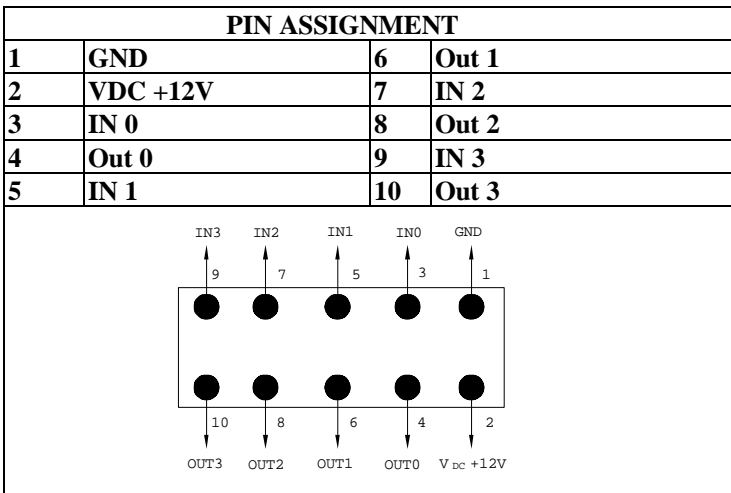 PIN ASSIGNMENT
1 GND 6 Out 1
2 VDC +12V 7 IN 2
3 IN 0 8 Out 2
4 Out 0 9 IN 3
5 IN 1 10 Out 3
IN3 IN2 IN1 IN0 GND
9 7 5 3 1
10 8 6 4 2
OUT3 OUT2 OUT1 OUT0 V DC +12V